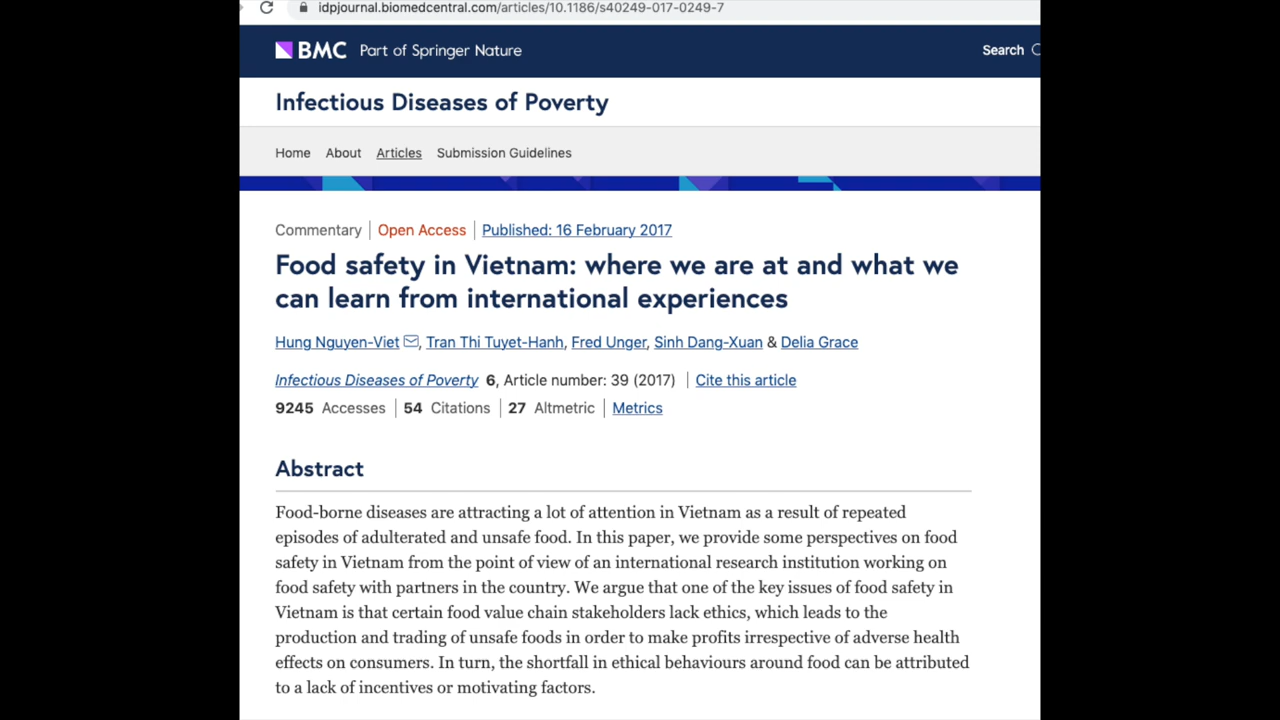 idpjournal.biomedcentral.com/articles/10.1186/s40249-017-0249-7
BMC Part of Springer Nature
Search
Infectious Diseases of Poverty
Home About Articles Submission Guidelines
Commentary | Open Access | Published: 16 February 2017
Food safety in Vietnam: where we are at and what we
can learn from international experiences
Hung Nguyen-Viet, Tran Thi Tuyet-Hanh, Fred Unger, Sinh Dang-Xuan & Delia Grace
Infectious Diseases of Poverty 6, Article number: 39 (2017) | Cite this article
9245 Accesses | 54 Citations | 27 Altmetric | Metrics
Abstract
Food-borne diseases are attracting a lot of attention in Vietnam as a result of repeated
episodes of adulterated and unsafe food. In this paper, we provide some perspectives on food
safety in Vietnam from the point of view of an international research institution working on
food safety with partners in the country. We argue that one of the key issues of food safety in
Vietnam is that certain food value chain stakeholders lack ethics, which leads to the
production and trading of unsafe foods in order to make profits irrespective of adverse health
effects on consumers. In turn, the shortfall in ethical behaviours around food can be attributed
to a lack of incentives or motivating factors.